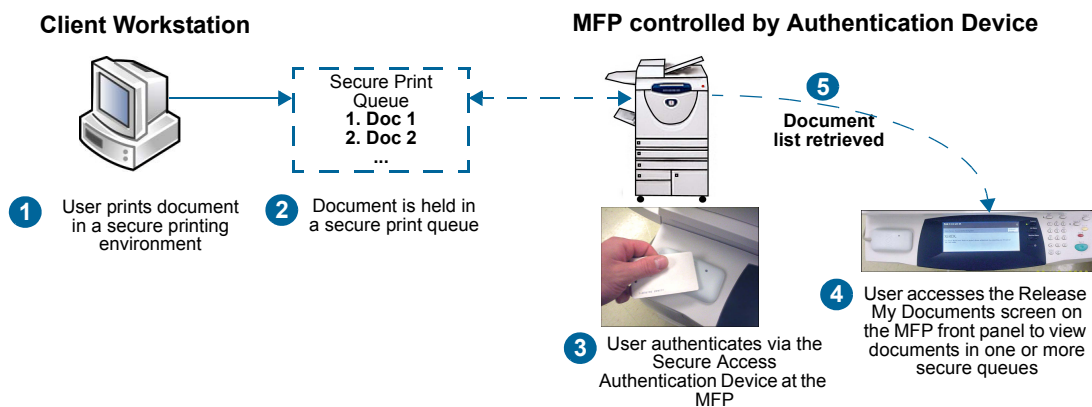 Client Workstation
MFP controlled by Authentication Device
Secure Print
Queue
1. Doc 1
2. Doc 2
...
5
Document
list retrieved
1
User prints document
in a secure printing
environment
2
Document is held in
a secure print queue
3
User authenticates via the
Secure Access
Authentication Device at the
MFP
4
User accesses the Release
My Documents screen on
the MFP front panel to view
documents in one or more
secure queues